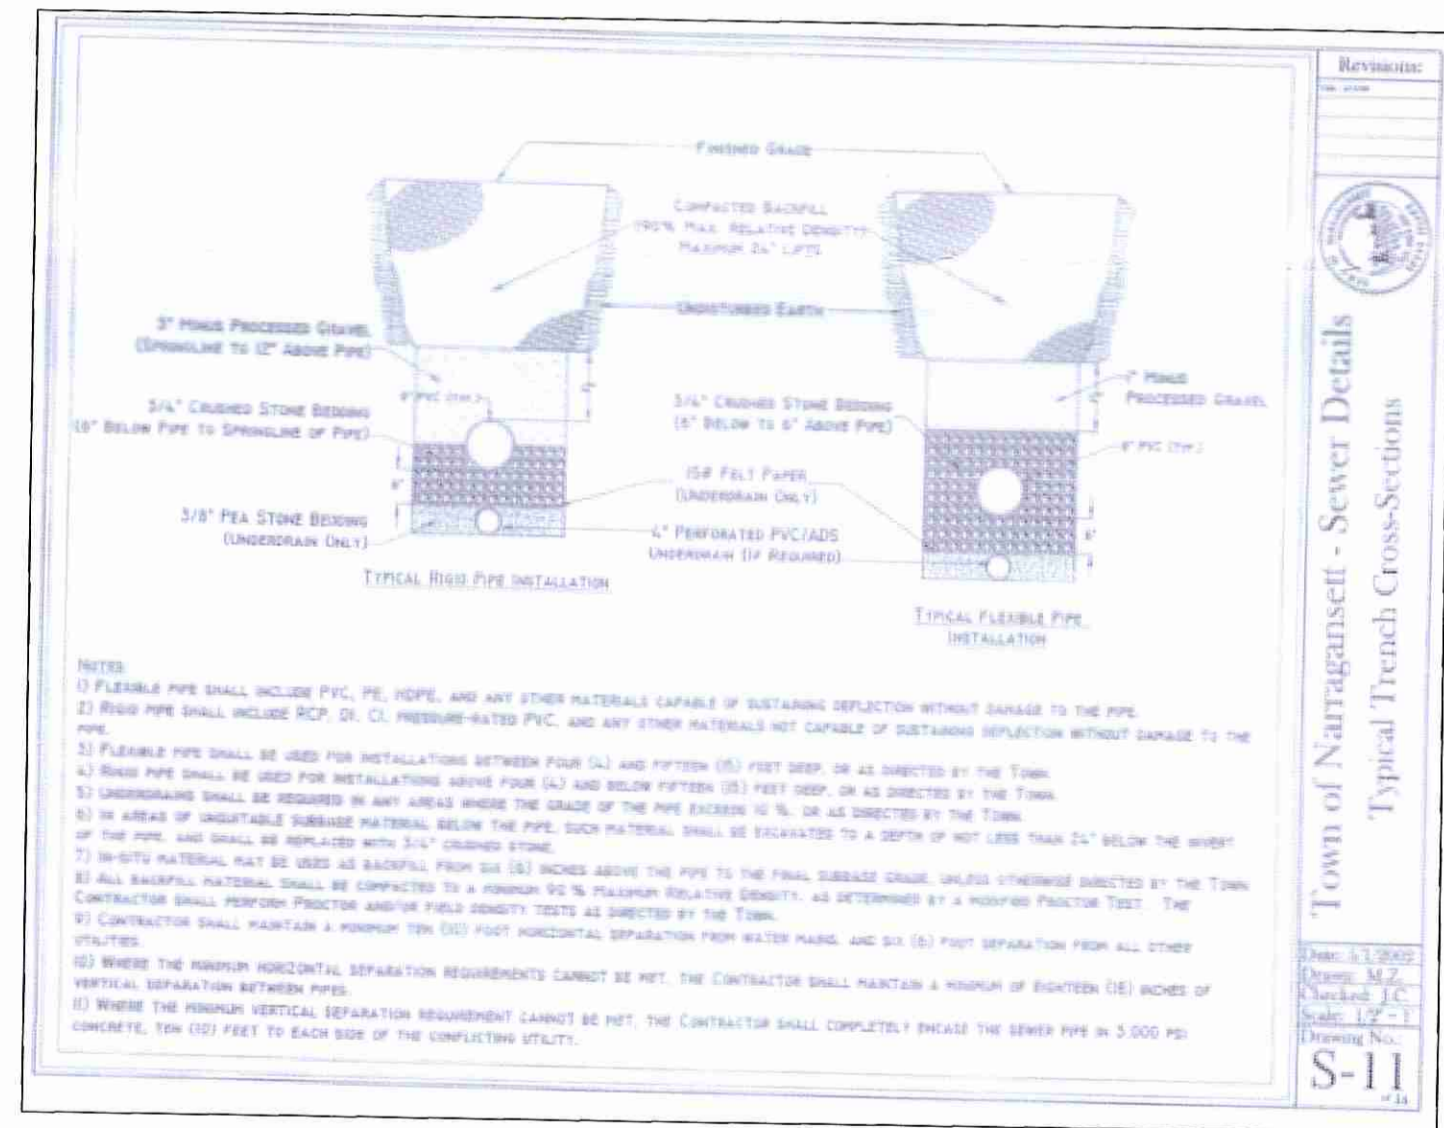 Revisions:
FINISHED GRADE
COMPACTED BACKFILL
(90% MAX. RELATIVE DENSITY)
MAXIMUM 24" LIFTS
UNDISTURBED EARTH
3" MINUS PROCESSED GRAVEL
(SPRINGLINE TO 12" ABOVE PIPE)
8" PVC (TYP.)
3/4" CRUSHED STONE BEDDING
(6" BELOW PIPE TO SPRINGLINE OF PIPE)
6"
3/8" PEA STONE BEDDING
(UNDERDRAIN ONLY)
TYPICAL RIGID PIPE INSTALLATION
3/4" CRUSHED STONE BEDDING
(6" BELOW TO 6" ABOVE PIPE)
15# FELT PAPER
(UNDERDRAIN ONLY)
4" PERFORATED PVC/ADS
UNDERDRAIN (IF REQUIRED)
MINUS
PROCESSED GRAVEL
8" PVC (TYP.)
6"
TYPICAL FLEXIBLE PIPE
INSTALLATION
NOTES:
1) FLEXIBLE PIPE SHALL INCLUDE PVC, PE, HDPE, AND ANY OTHER MATERIALS CAPABLE OF SUSTAINING DEFLECTION WITHOUT DAMAGE TO THE PIPE.
2) RIGID PIPE SHALL INCLUDE RCP, DI, CI, PRESSURE-RATED PVC, AND ANY OTHER MATERIALS NOT CAPABLE OF SUSTAINING DEFLECTION WITHOUT DAMAGE TO THE
PIPE.
3) FLEXIBLE PIPE SHALL BE USED FOR INSTALLATIONS BETWEEN FOUR (4) AND FIFTEEN (15) FEET DEEP, OR AS DIRECTED BY THE TOWN.
4) RIGID PIPE SHALL BE USED FOR INSTALLATIONS ABOVE FOUR (4) AND BELOW FIFTEEN (15) FEET DEEP, OR AS DIRECTED BY THE TOWN.
5) UNDERDRAINS SHALL BE REQUIRED IN ANY AREAS WHERE THE GRADE OF THE PIPE EXCEEDS 10 %, OR AS DIRECTED BY THE TOWN.
6) IN AREAS OF UNSUITABLE SUBBASE MATERIAL BELOW THE PIPE, SUCH MATERIAL SHALL BE EXCAVATED TO A DEPTH OF NOT LESS THAN 24" BELOW THE INVERT
OF THE PIPE, AND SHALL BE REPLACED WITH 3/4" CRUSHED STONE.
7) IN-SITU MATERIAL MAY BE USED AS BACKFILL FROM SIX (6) INCHES ABOVE THE PIPE TO THE FINAL SUBBASE GRADE, UNLESS OTHERWISE DIRECTED BY THE TOWN.
8) ALL BACKFILL MATERIAL SHALL BE COMPACTED TO A MINIMUM 90 % MAXIMUM RELATIVE DENSITY, AS DETERMINED BY A MODIFIED PROCTOR TEST. THE
CONTRACTOR SHALL PERFORM PROCTOR AND/OR FIELD DENSITY TESTS AS DIRECTED BY THE TOWN.
9) CONTRACTOR SHALL MAINTAIN A MINIMUM TEN (10) FOOT HORIZONTAL SEPARATION FROM WATER MAINS, AND SIX (6) FOOT SEPARATION FROM ALL OTHER
UTILITIES.
10) WHERE THE MINIMUM HORIZONTAL SEPARATION REQUIREMENTS CANNOT BE MET, THE CONTRACTOR SHALL MAINTAIN A MINIMUM OF EIGHTEEN (18) INCHES OF
VERTICAL SEPARATION BETWEEN PIPES.
11) WHERE THE MINIMUM VERTICAL SEPARATION REQUIREMENT CANNOT BE MET, THE CONTRACTOR SHALL COMPLETELY ENCASE THE SEWER PIPE IN 3,000 PSI
CONCRETE, TEN (10) FEET TO EACH SIDE OF THE CONFLICTING UTILITY.
Town of Narragansett - Sewer Details
Typical Trench Cross-Sections
Drawn: M.Z.
Checked: J.C.
Drawing No.:
S-11